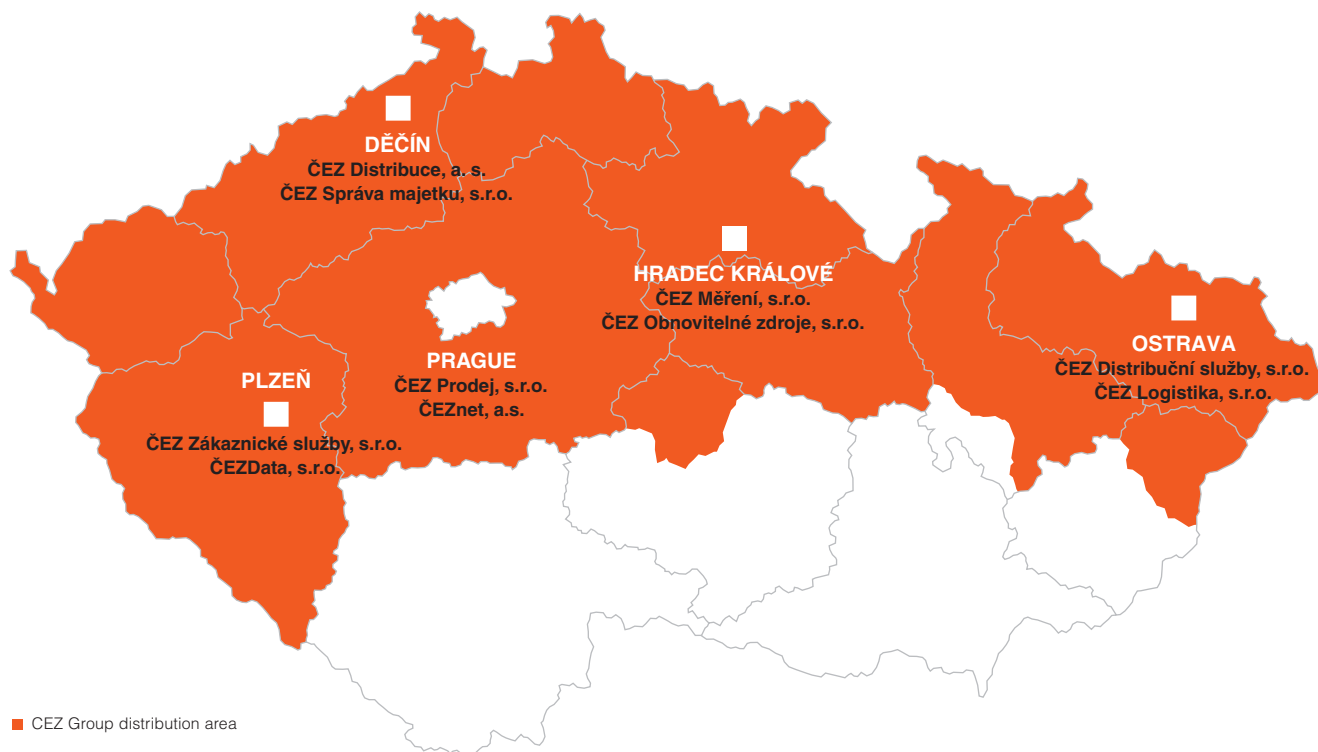 DĚČÍN
ČEZ Distribuce, a. s.
ČEZ Správa majetku, s.r.o.
HRADEC KRÁLOVÉ
ČEZ Měření, s.r.o.
ČEZ Obnovitelné zdroje, s.r.o.
OSTRAVA
ČEZ Distribuční služby, s.r.o.
ČEZ Logistika, s.r.o.
PRAGUE
ČEZ Prodej, s.r.o.
ČEZnet, a.s.
PLZEŇ
ČEZ Zákaznické služby, s.r.o.
ČEZData, s.r.o.
CEZ Group distribution area